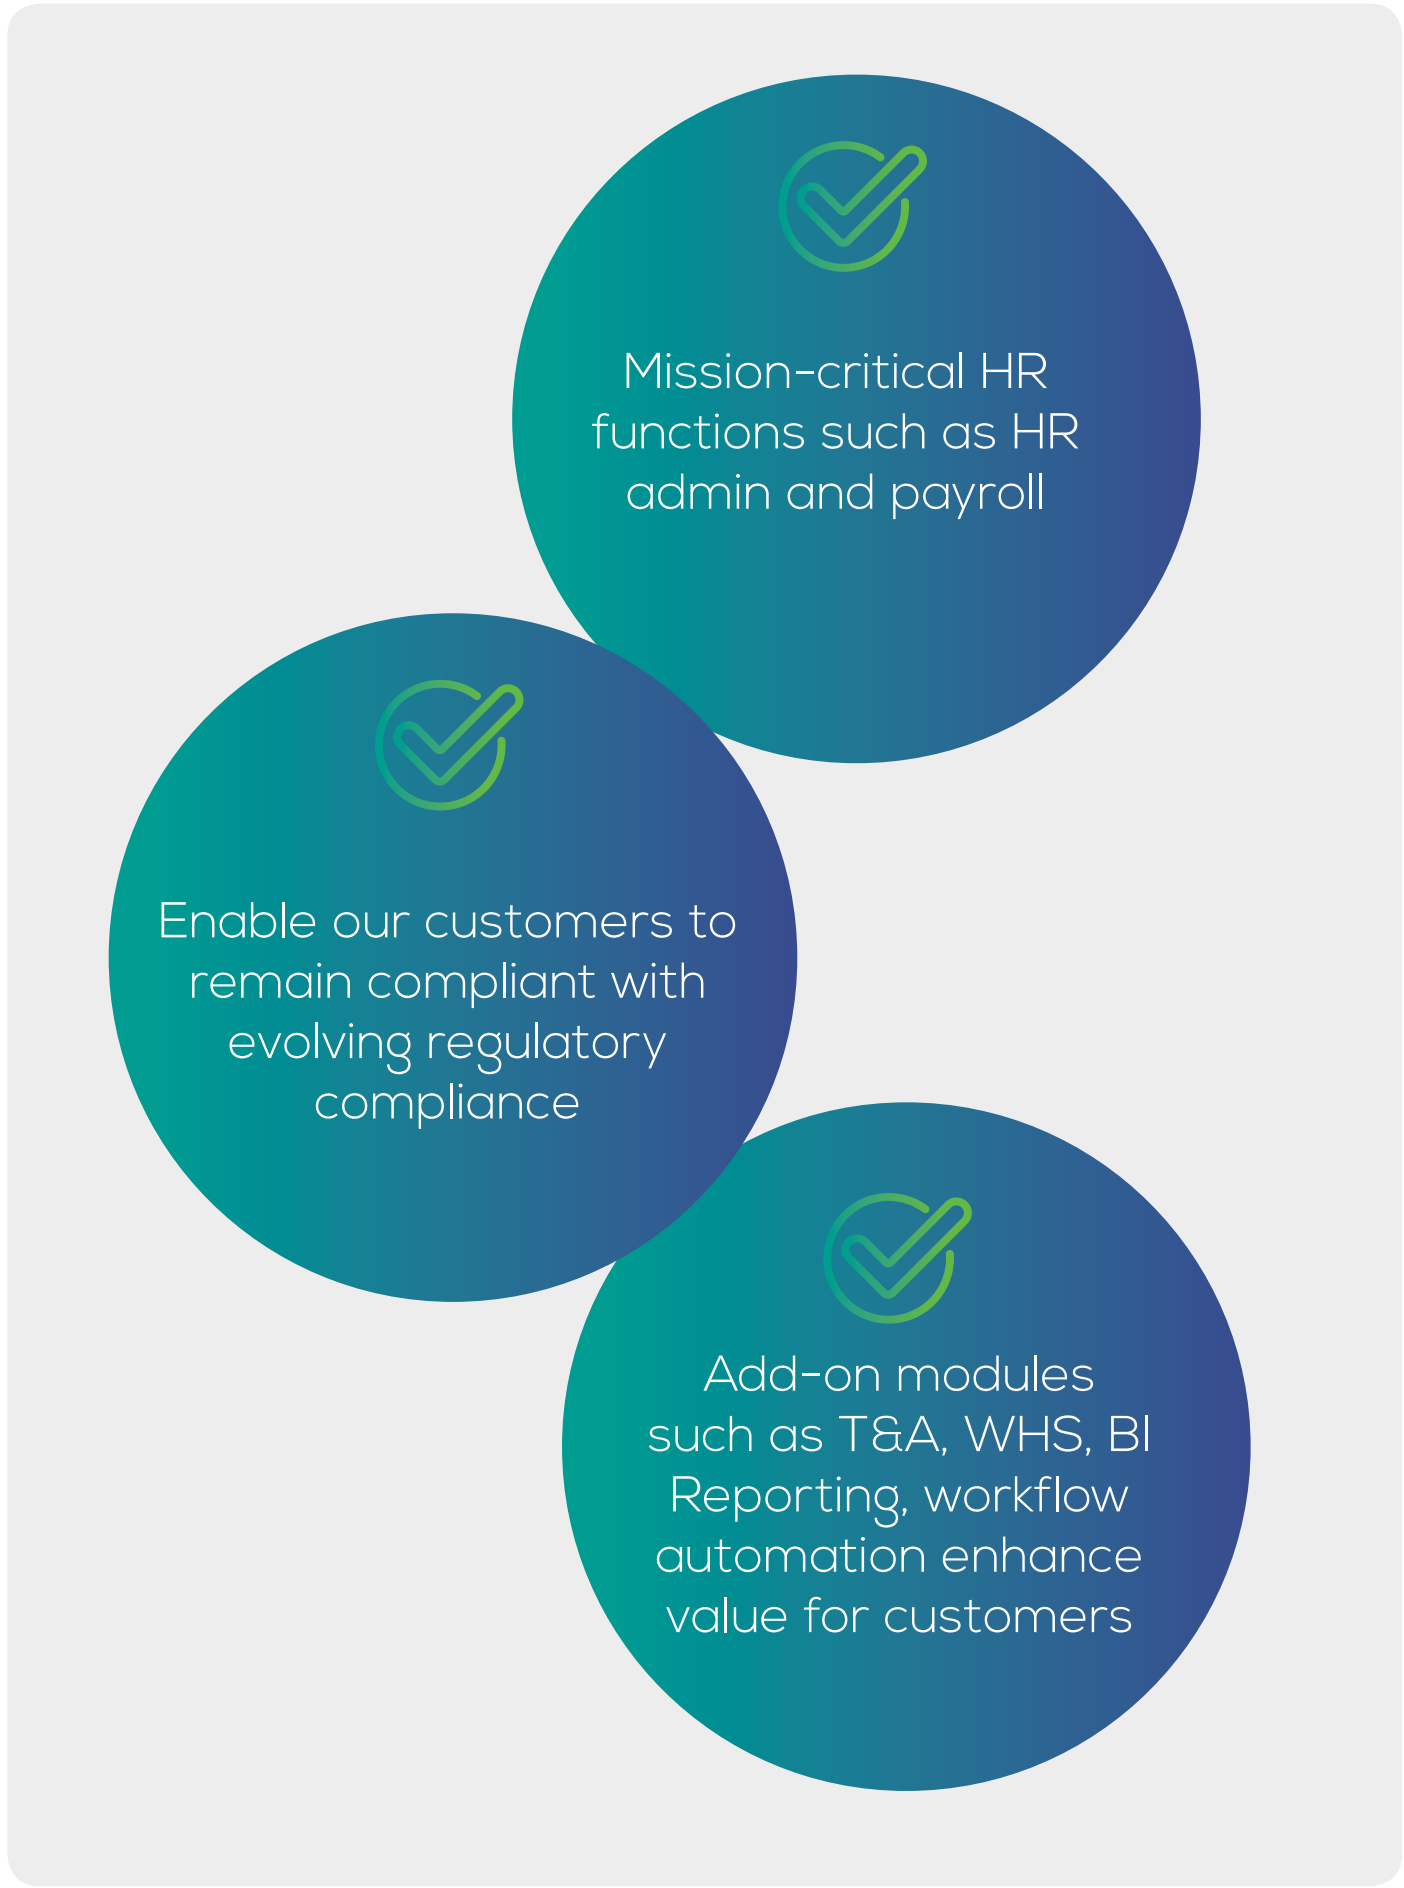 Mission-critical HR
functions such as HR
admin and payroll
Enable our customers to
remain compliant with
evolving regulatory
compliance
Add-on modules
such as T&A, WHS, BI
Reporting, workflow
automation enhance
value for customers